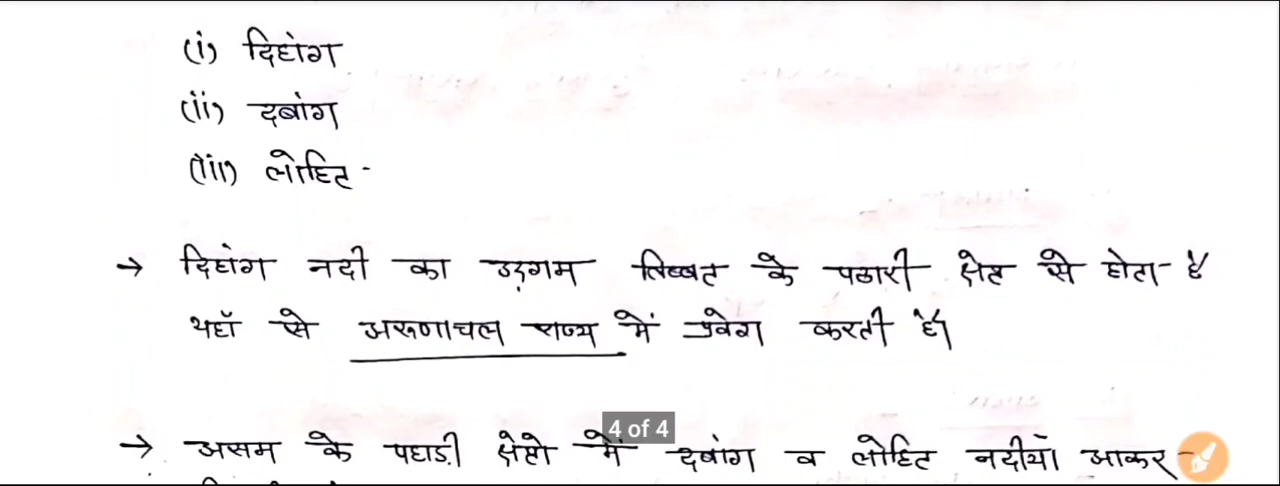 (i) दिहांग
(ii) दबांग
(iii) लोहित -
→ दिहांग नदी का उद्गम तिब्बत के पठारी क्षेत्र से होता है
यहाँ से अरुणाचल राज्य में प्रवेश करती है।
4 of 4
→ असम के पहाड़ी क्षेत्रो में दबांग व लोहित नदीयाँ आकर -